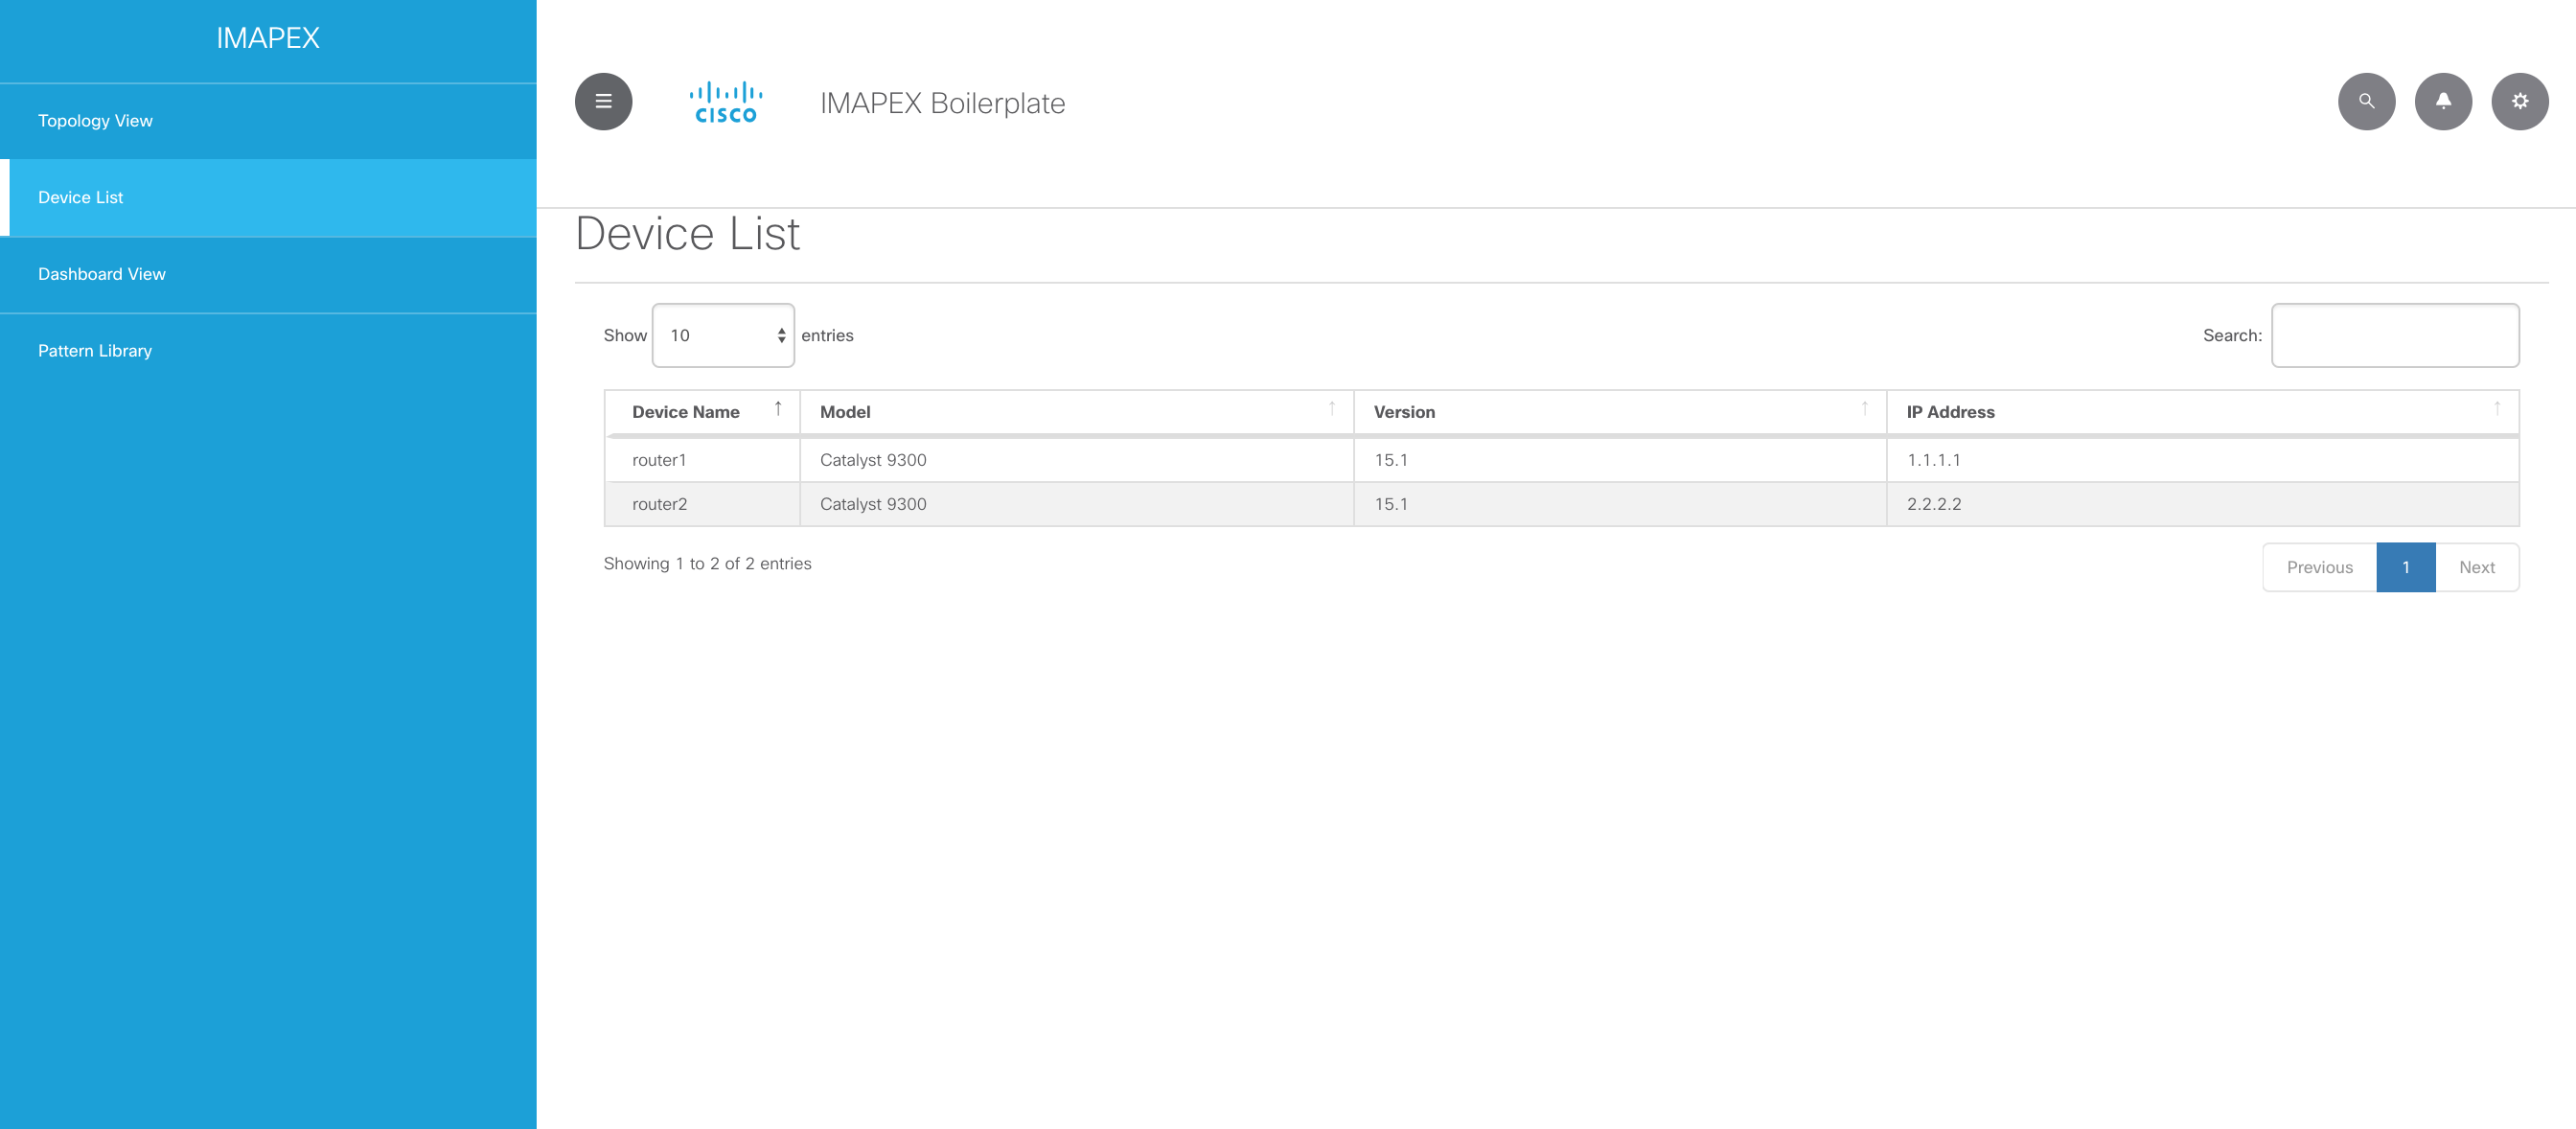 IMAPEX
Topology View
Device List
Dashboard View
Pattern Library
cisco
IMAPEX Boilerplate
Device List
Show 10 entries
Search:
Device Name Model Version IP Address
router1 Catalyst 9300 15.1 1.1.1.1
router2 Catalyst 9300 15.1 2.2.2.2
Showing 1 to 2 of 2 entries
Previous 1 Next